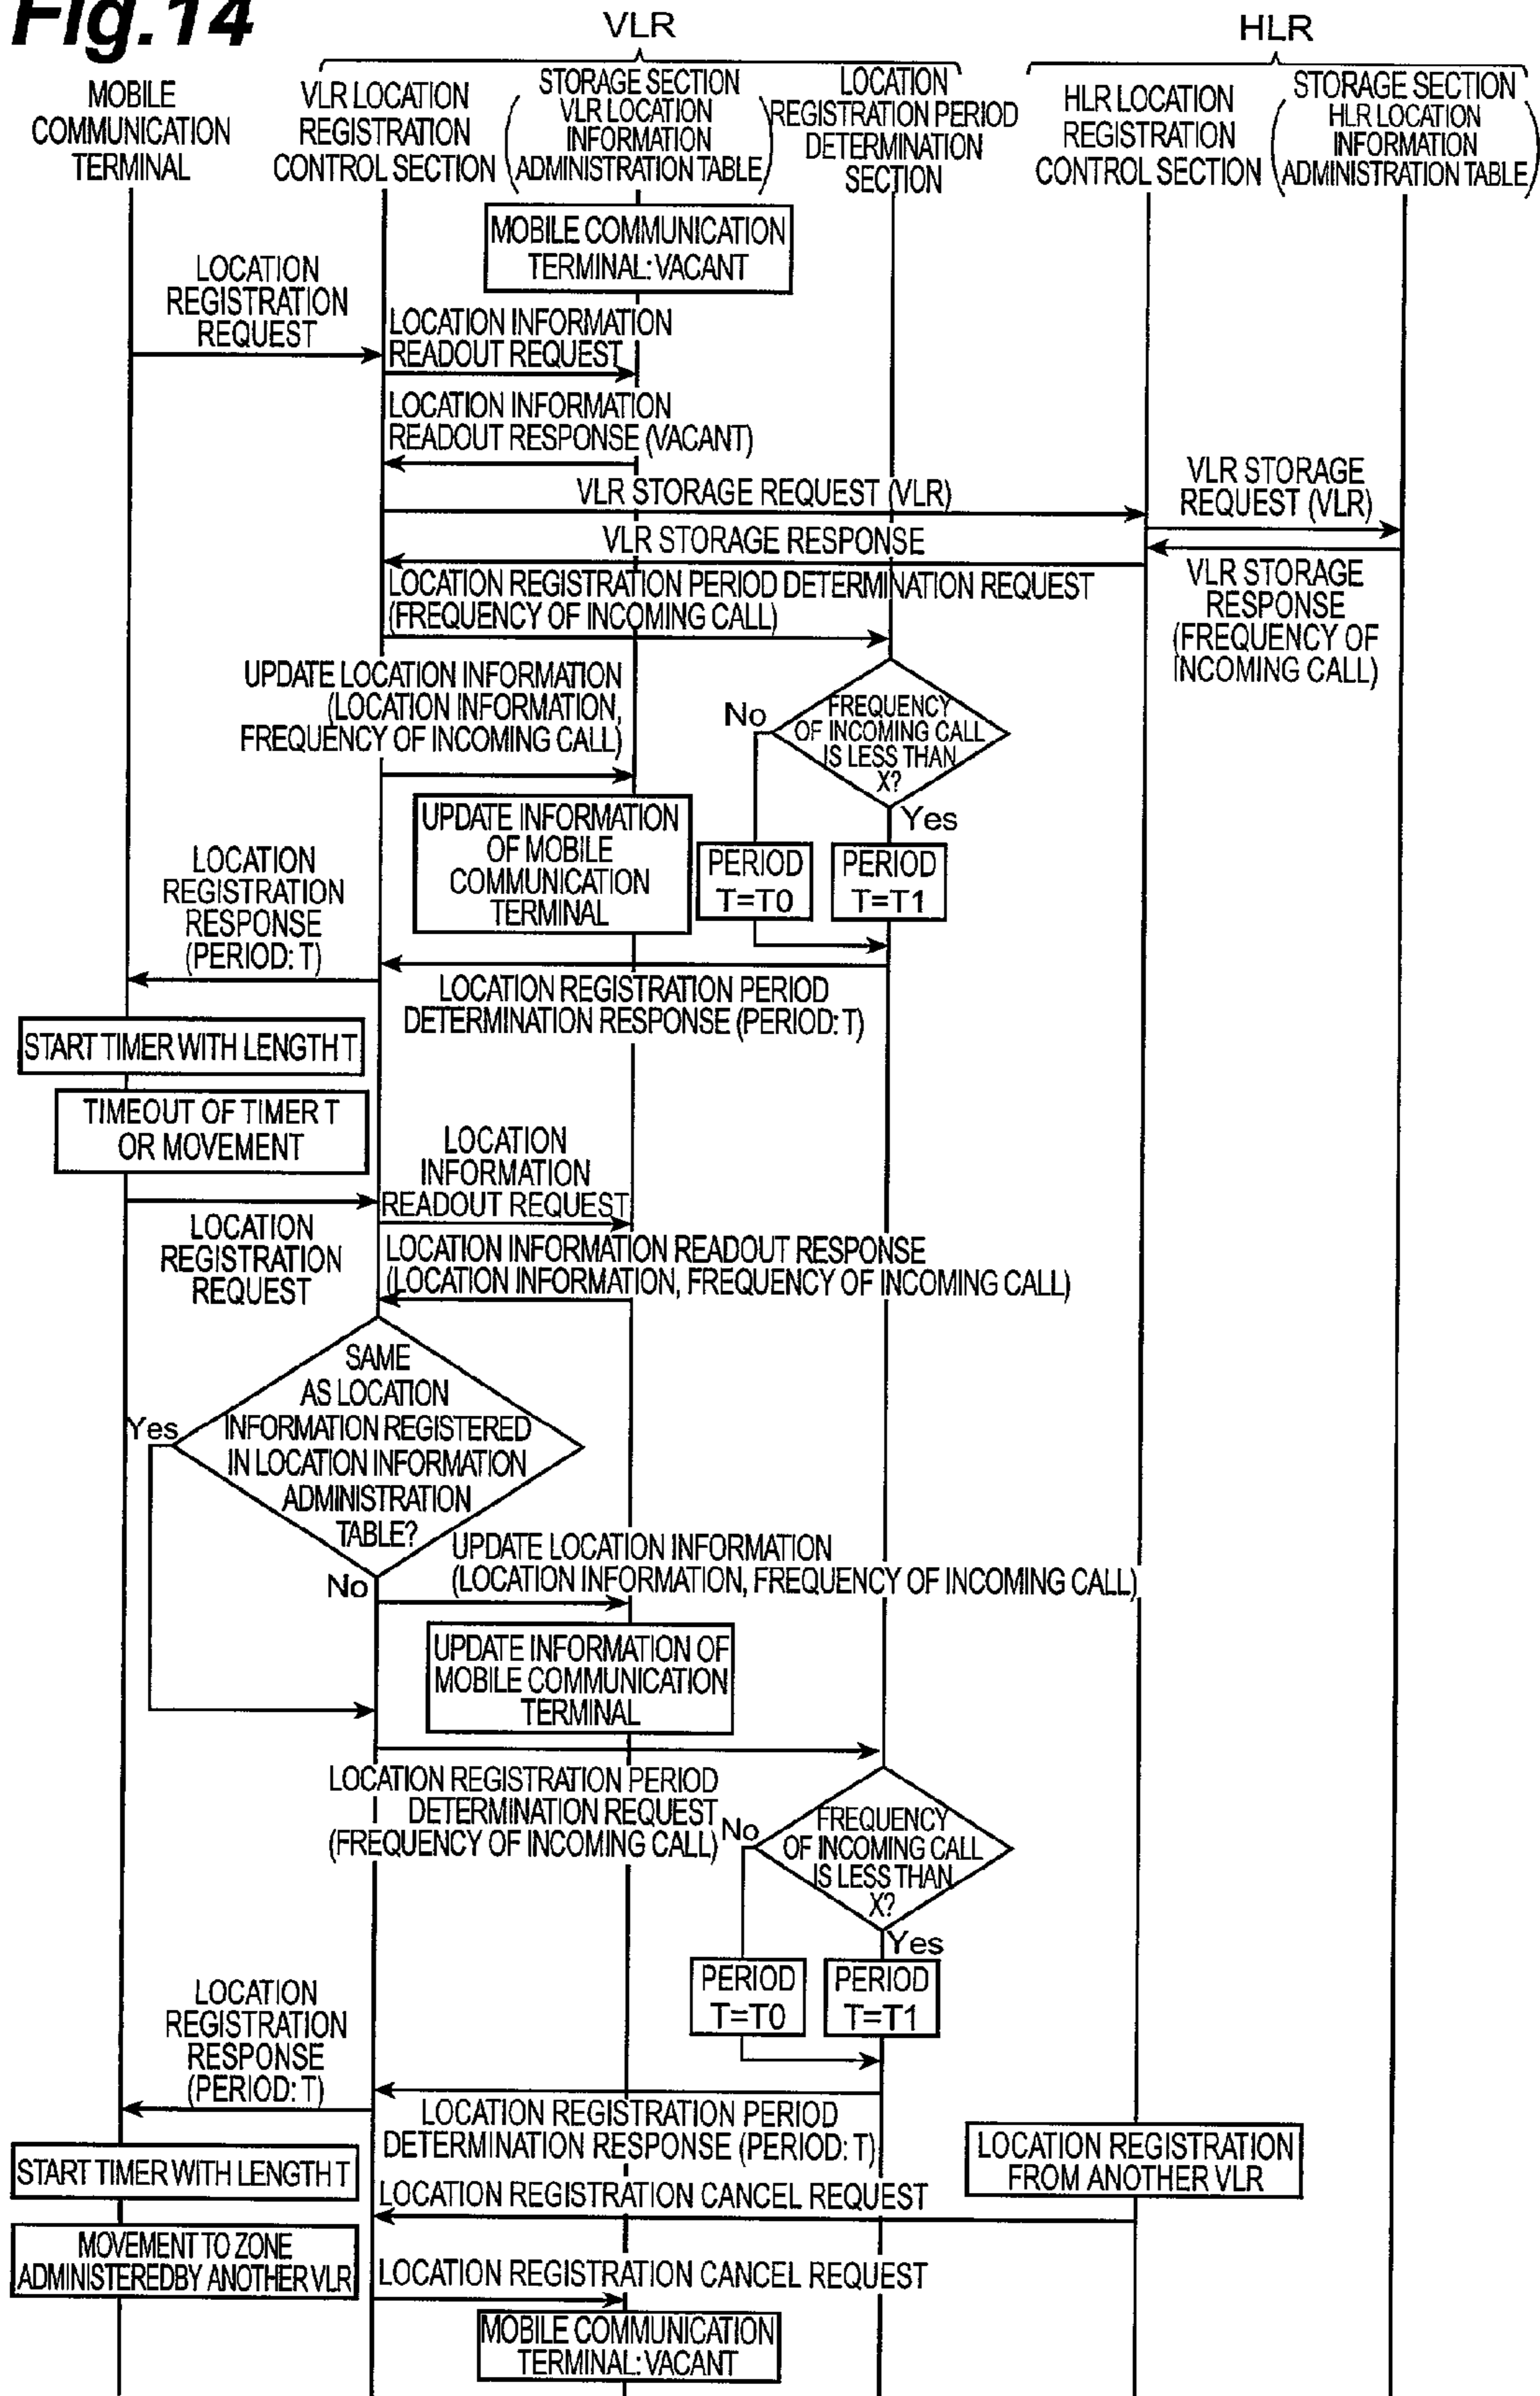 Fig.14
VLR
HLR
MOBILE
COMMUNICATION
TERMINAL
VLR LOCATION
REGISTRATION
CONTROL SECTION
STORAGE SECTION
VLR LOCATION
INFORMATION
ADMINISTRATION TABLE
LOCATION
REGISTRATION PERIOD
DETERMINATION
SECTION
HLR LOCATION
REGISTRATION
CONTROL SECTION
STORAGE SECTION
HLR LOCATION
INFORMATION
ADMINISTRATION TABLE
MOBILE COMMUNICATION
TERMINAL: VACANT
LOCATION
REGISTRATION
REQUEST
LOCATION INFORMATION
READOUT REQUEST
LOCATION INFORMATION
READOUT RESPONSE (VACANT)
VLR STORAGE REQUEST (VLR)
VLR STORAGE
REQUEST (VLR)
VLR STORAGE RESPONSE
VLR STORAGE
RESPONSE
(FREQUENCY OF
INCOMING CALL)
LOCATION REGISTRATION PERIOD DETERMINATION REQUEST
(FREQUENCY OF INCOMING CALL)
UPDATE LOCATION INFORMATION
(LOCATION INFORMATION,
FREQUENCY OF INCOMING CALL)
FREQUENCY
OF INCOMING CALL
IS LESS THAN
X?
No
Yes
UPDATE INFORMATION
OF MOBILE
COMMUNICATION
TERMINAL
PERIOD
T=T0
PERIOD
T=T1
LOCATION
REGISTRATION
RESPONSE
(PERIOD: T)
LOCATION REGISTRATION PERIOD
DETERMINATION RESPONSE (PERIOD: T)
START TIMER WITH LENGTH T
TIMEOUT OF TIMER T
OR MOVEMENT
LOCATION
REGISTRATION
REQUEST
LOCATION
INFORMATION
READOUT REQUEST
LOCATION INFORMATION READOUT RESPONSE
(LOCATION INFORMATION, FREQUENCY OF INCOMING CALL)
SAME
AS LOCATION
INFORMATION REGISTERED
IN LOCATION INFORMATION
ADMINISTRATION
TABLE?
Yes
No
UPDATE LOCATION INFORMATION
(LOCATION INFORMATION, FREQUENCY OF INCOMING CALL)
UPDATE INFORMATION OF
MOBILE COMMUNICATION
TERMINAL
LOCATION REGISTRATION PERIOD
DETERMINATION REQUEST
(FREQUENCY OF INCOMING CALL)
FREQUENCY
OF INCOMING CALL
IS LESS THAN
X?
No
Yes
PERIOD
T=T0
PERIOD
T=T1
LOCATION
REGISTRATION
RESPONSE
(PERIOD: T)
LOCATION REGISTRATION PERIOD
DETERMINATION RESPONSE (PERIOD: T)
LOCATION REGISTRATION
FROM ANOTHER VLR
START TIMER WITH LENGTH T
LOCATION REGISTRATION CANCEL REQUEST
MOVEMENT TO ZONE
ADMINISTEREDBY ANOTHER VLR
LOCATION REGISTRATION CANCEL REQUEST
MOBILE COMMUNICATION
TERMINAL: VACANT